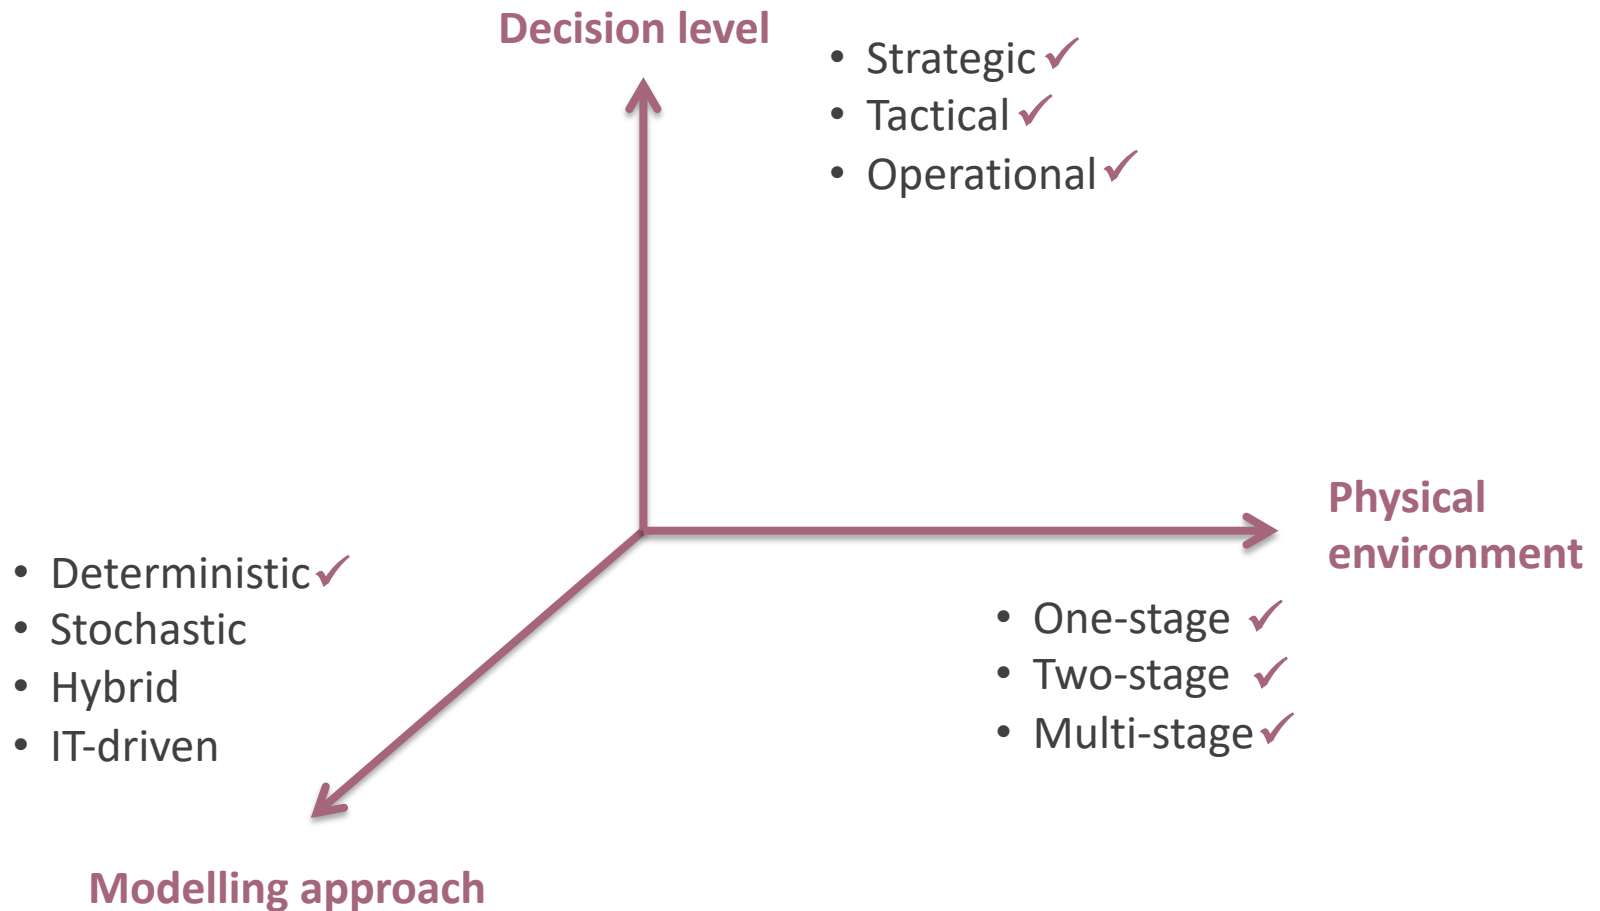 Decision level
• Strategic ✓
• Tactical ✓
• Operational ✓
Physical
environment
• One-stage ✓
• Two-stage ✓
• Multi-stage ✓
• Deterministic ✓
• Stochastic
• Hybrid
• IT-driven
Modelling approach